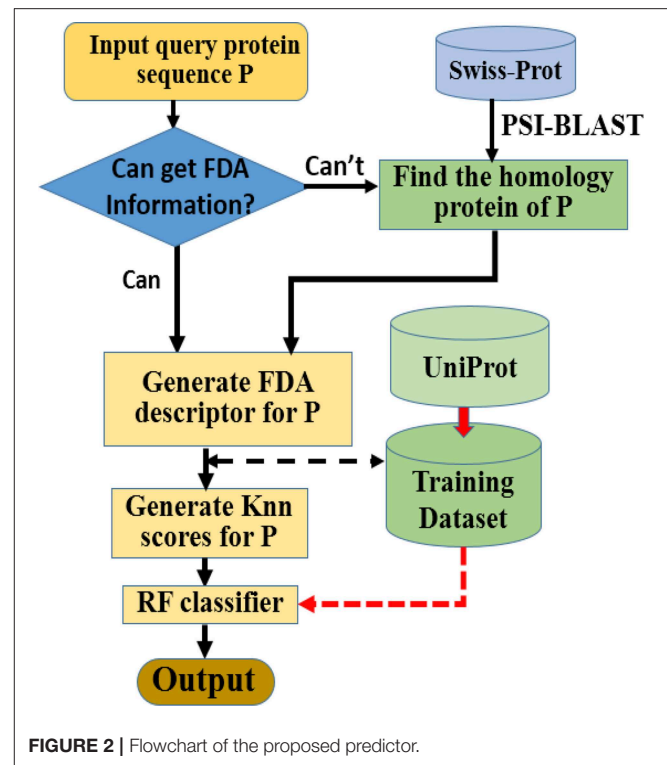 Input query protein
sequence P
Swiss-Prot
PSI-BLAST
Can get FDA
Information?
Can't
Find the homology
protein of P
Can
UniProt
Generate FDA
descriptor for P
Training
Dataset
Generate Knn
scores for P
RF classifier
Output
FIGURE 2 | Flowchart of the proposed predictor.